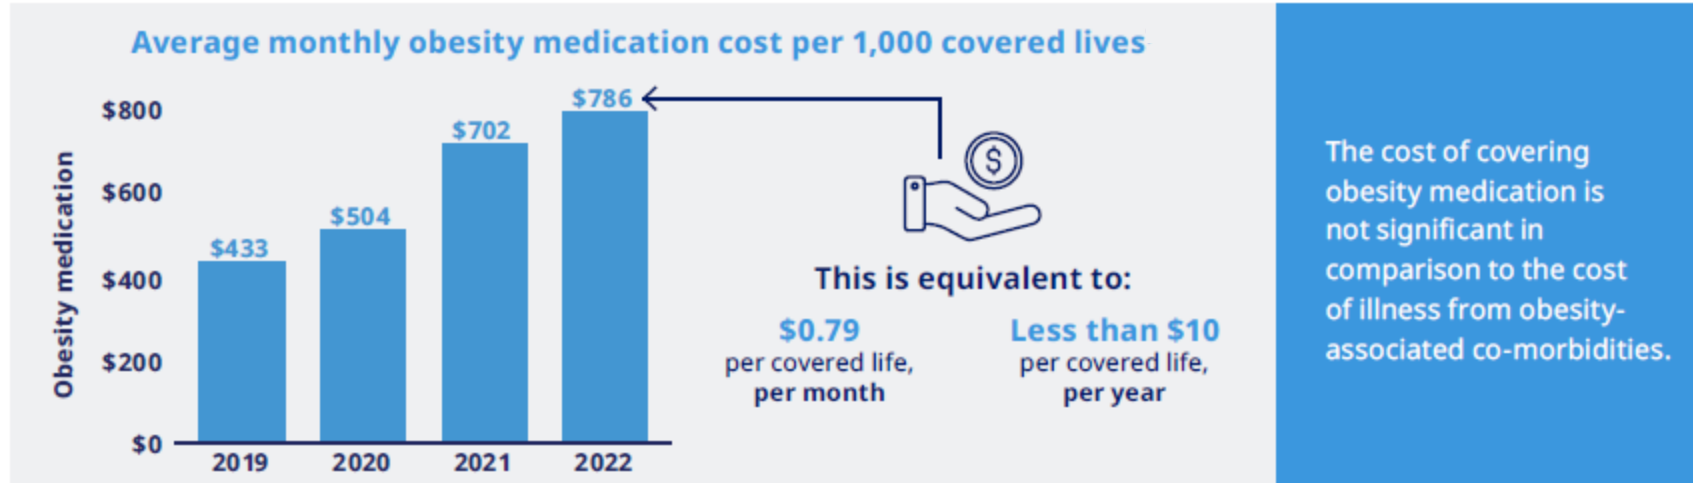 Average monthly obesity medication cost per 1,000 covered lives
Obesity medication
$800
$600
$400
$200
$0
$433
$504
$702
$786
2019
2020
2021
2022
$
This is equivalent to:
$0.79
per covered life,
per month
Less than $10
per covered life,
per year
The cost of covering
obesity medication is
not significant in
comparison to the cost
of illness from obesity-
associated co-morbidities.